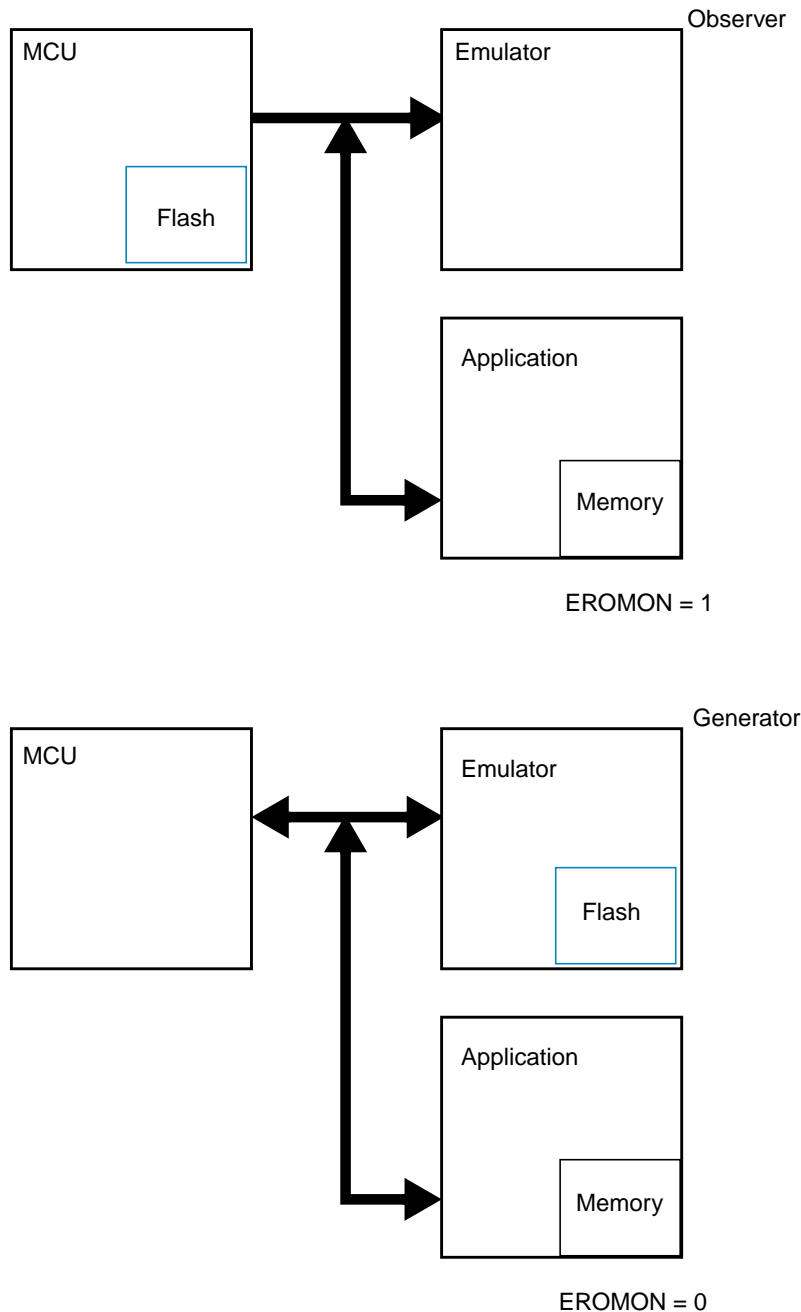 Observer
MCU
Emulator
Flash
Application
Memory
EROMON = 1
Generator
MCU
Emulator
Flash
Application
Memory
EROMON = 0